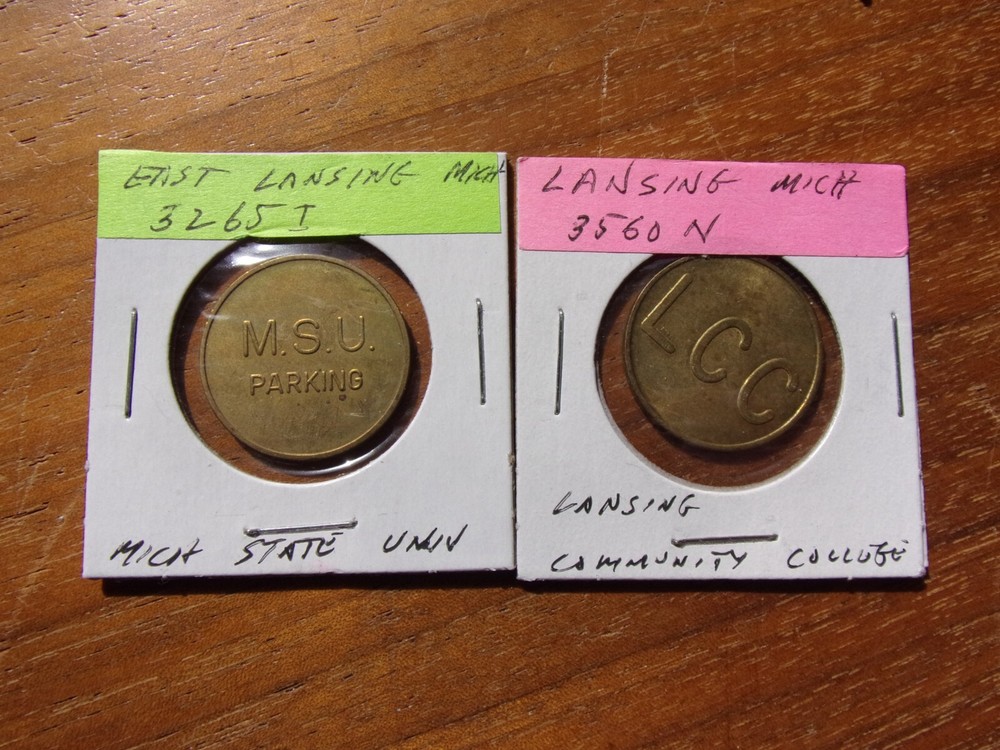 EAST LANSING MICH
3265 I
M.S.U.
PARKING
MICH STATE UNIV
LANSING MICH
3560 N
LCC
LANSING
COMMUNITY COLLEGE